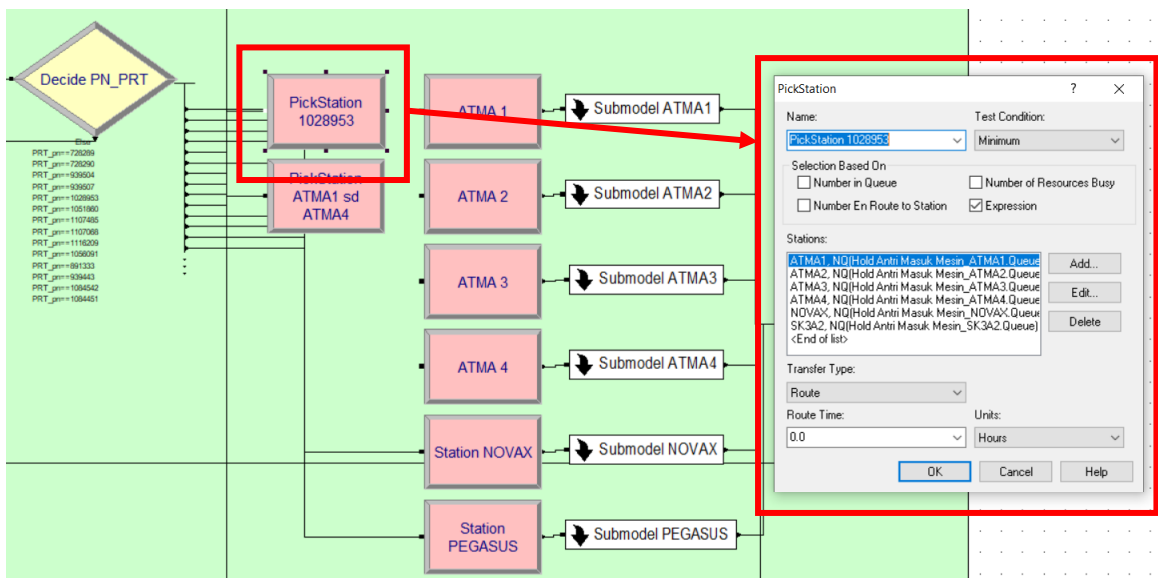 Decide PN_PRT
Else
PRT_pn==728289
PRT_pn==728290
PRT_pn==939504
PRT_pn==939507
PRT_pn==1028953
PRT_pn==1051860
PRT_pn==1107485
PRT_pn==1107068
PRT_pn==1116209
PRT_pn==1056091
PRT_pn==891333
PRT_pn==939443
PRT_pn==1084542
PRT_pn==1084451
PickStation
1028953
PickStation
ATMA1 sd
ATMA4
ATMA 1
Submodel ATMA1
ATMA 2
Submodel ATMA2
ATMA 3
Submodel ATMA3
ATMA 4
Submodel ATMA4
Station NOVAX
Submodel NOVAX
Station
PEGASUS
Submodel PEGASUS
PickStation ? ×
Name: Test Condition:
PickStation 1028953 Minimum
Selection Based On
Number in Queue Number of Resources Busy
Number En Route to Station Expression
Stations:
ATMA1, NQ(Hold Antri Masuk Mesin_ATMA1.Queue
ATMA2, NQ(Hold Antri Masuk Mesin_ATMA2.Queue
ATMA3, NQ(Hold Antri Masuk Mesin_ATMA3.Queue
ATMA4, NQ(Hold Antri Masuk Mesin_ATMA4.Queue
NOVAX, NQ(Hold Antri Masuk Mesin_NOVAX.Queue
SK3A2, NQ(Hold Antri Masuk Mesin_SK3A2.Queue)
<End of list>
Add...
Edit...
Delete
Transfer Type:
Route
Route Time: Units:
0.0 Hours
OK Cancel Help